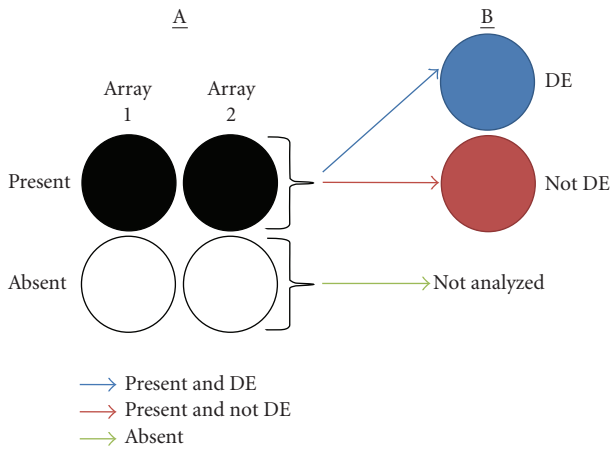 A
B
Array
1
Array
2
DE
Present
Not DE
Absent
Not analyzed
Present and DE
Present and not DE
Absent